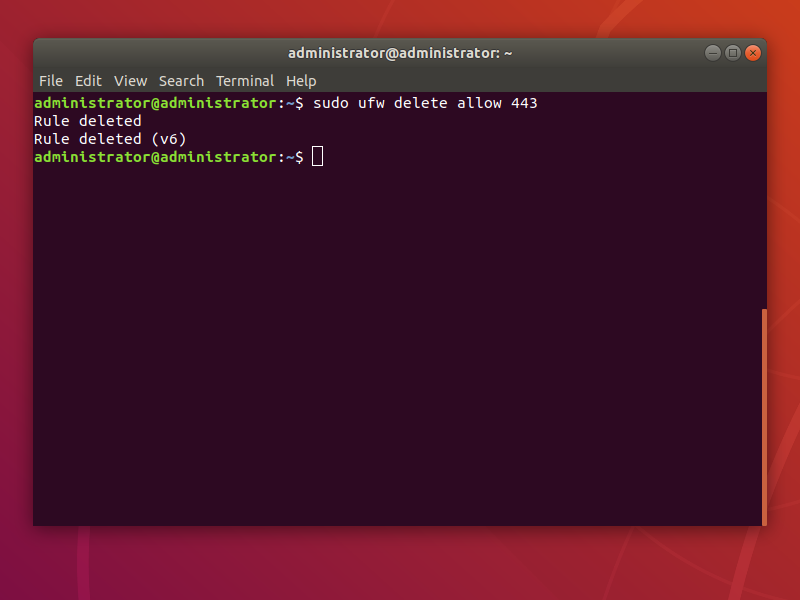 administrator@administrator: ~
File Edit View Search Terminal Help
administrator@administrator:~$ sudo ufw delete allow 443
Rule deleted
Rule deleted (v6)
administrator@administrator:~$